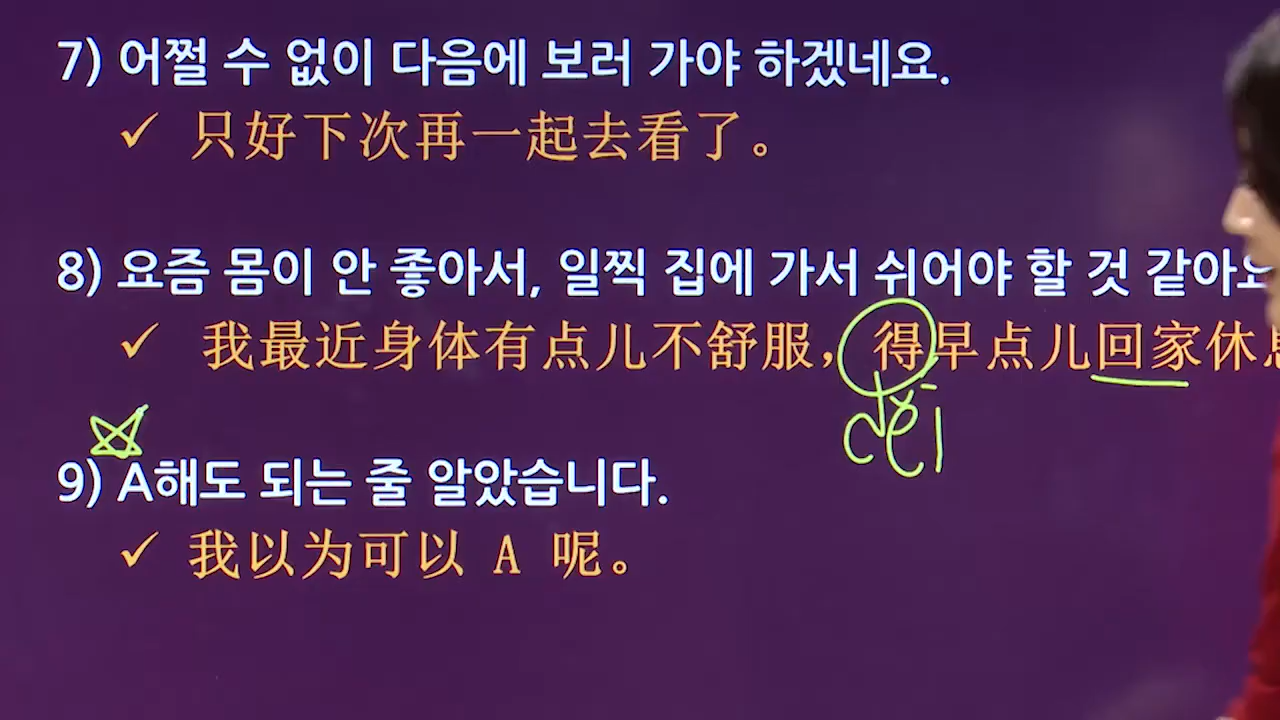 7) 어쩔 수 없이 다음에 보러 가야 하겠네요.
✓ 只好下次再一起去看了。
8) 요즘 몸이 안 좋아서, 일찍 집에 가서 쉬어야 할 것 같아요
✓ 我最近身体有点儿不舒服，得早点儿回家休息
děi
9) A해도 되는 줄 알았습니다.
✓ 我以为可以 A 呢。